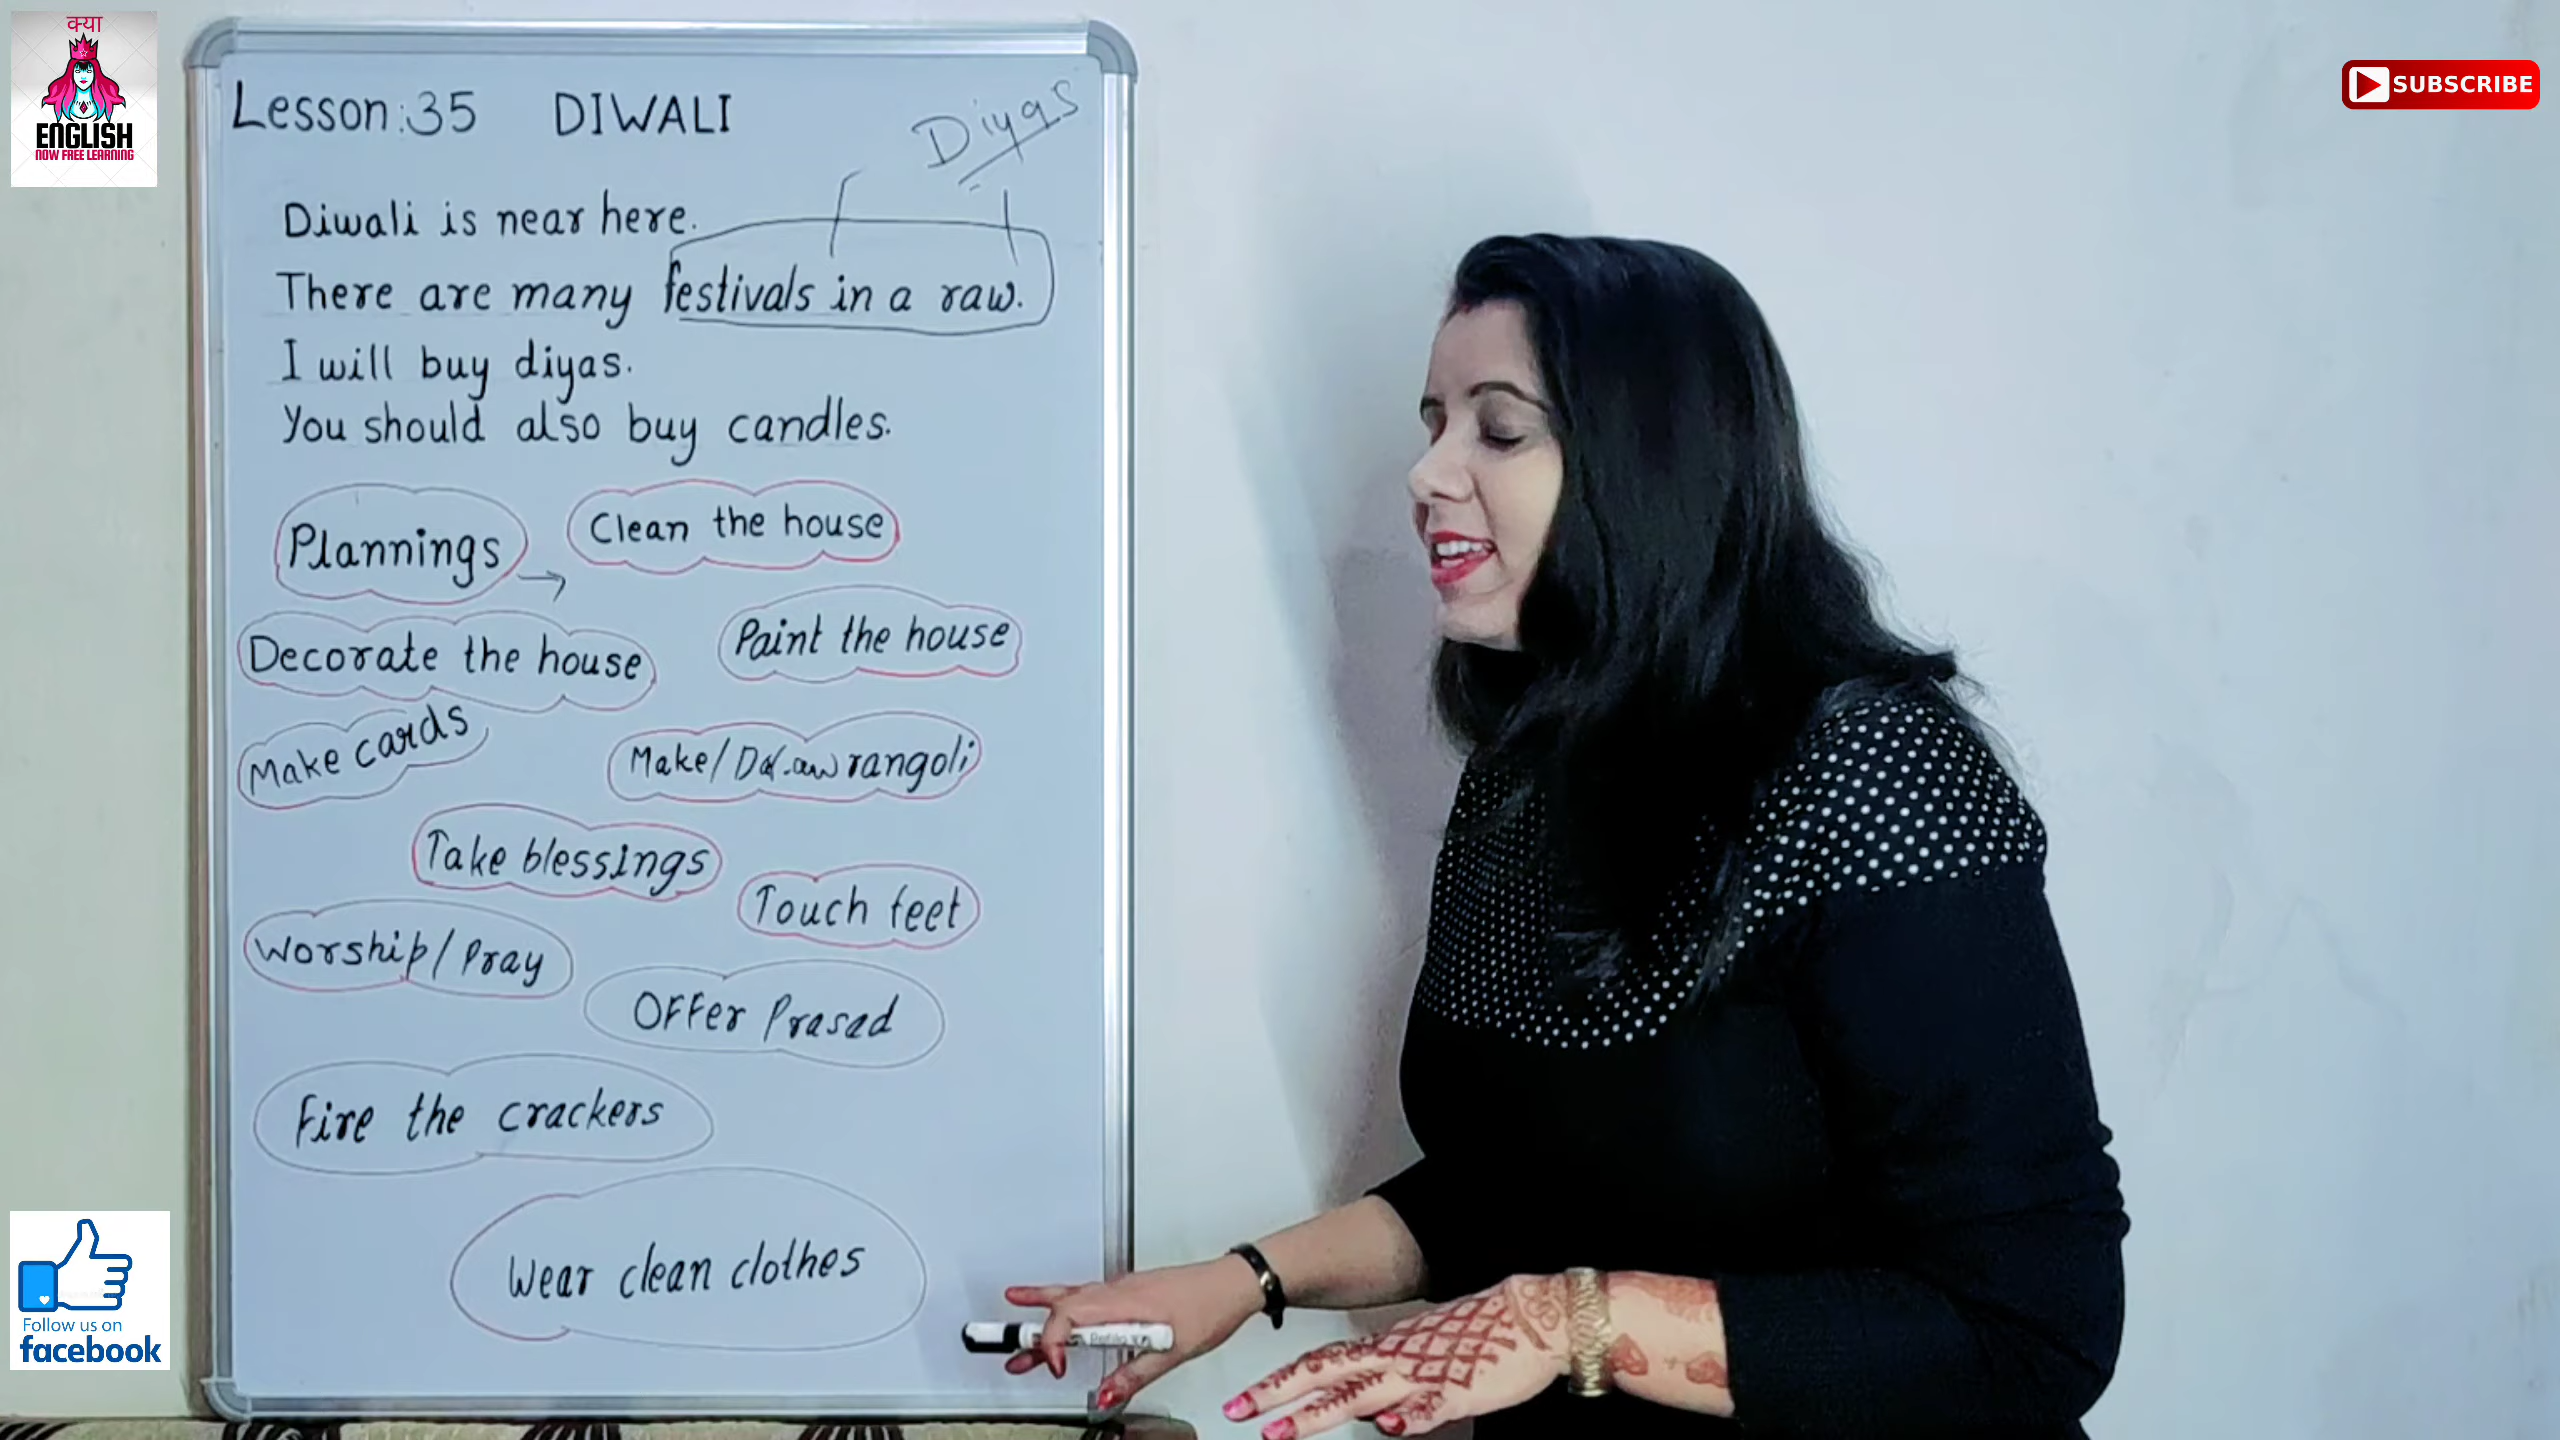 क्या
ENGLISH
NOW FREE LEARNING
SUBSCRIBE
Lesson: 35 DIWALI
Diyas
Diwali is near here.
There are many festivals in a raw.
I will buy diyas.
You should also buy candles.
Plannings
Clean the house
Decorate the house
Paint the house
Make cards
Make/Draw rangoli
Take blessings
Touch feet
Worship/Pray
Offer Prasad
Fire the crackers
Wear clean clothes
Follow us on
facebook